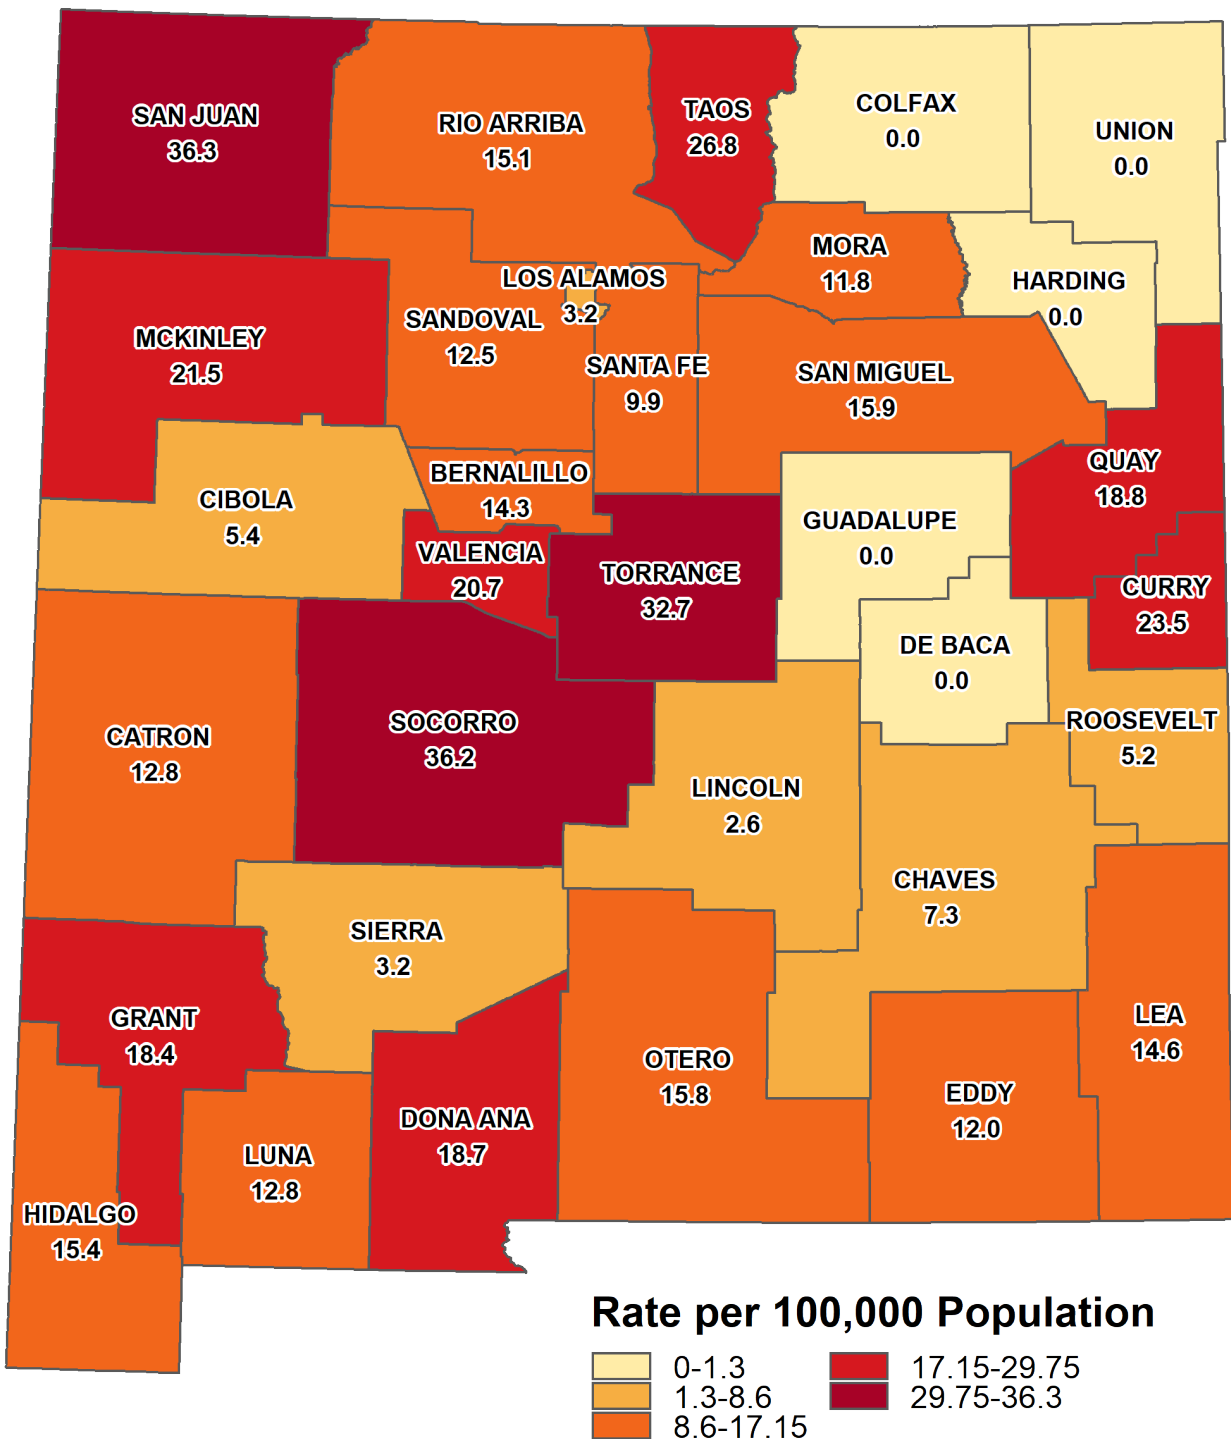 SAN JUAN
36.3
RIO ARRIBA
15.1
TAOS
26.8
COLFAX
0.0
UNION
0.0
MORA
11.8
HARDING
0.0
LOS ALAMOS
3.2
SANDOVAL
12.5
MCKINLEY
21.5
SANTA FE
9.9
SAN MIGUEL
15.9
QUAY
18.8
CIBOLA
5.4
BERNALILLO
14.3
GUADALUPE
0.0
VALENCIA
20.7
TORRANCE
32.7
CURRY
23.5
DE BACA
0.0
CATRON
12.8
SOCORRO
36.2
ROOSEVELT
5.2
LINCOLN
2.6
CHAVES
7.3
SIERRA
3.2
GRANT
18.4
LEA
14.6
OTERO
15.8
EDDY
12.0
DONA ANA
18.7
LUNA
12.8
HIDALGO
15.4
Rate per 100,000 Population
0-1.3
1.3-8.6
8.6-17.15
17.15-29.75
29.75-36.3